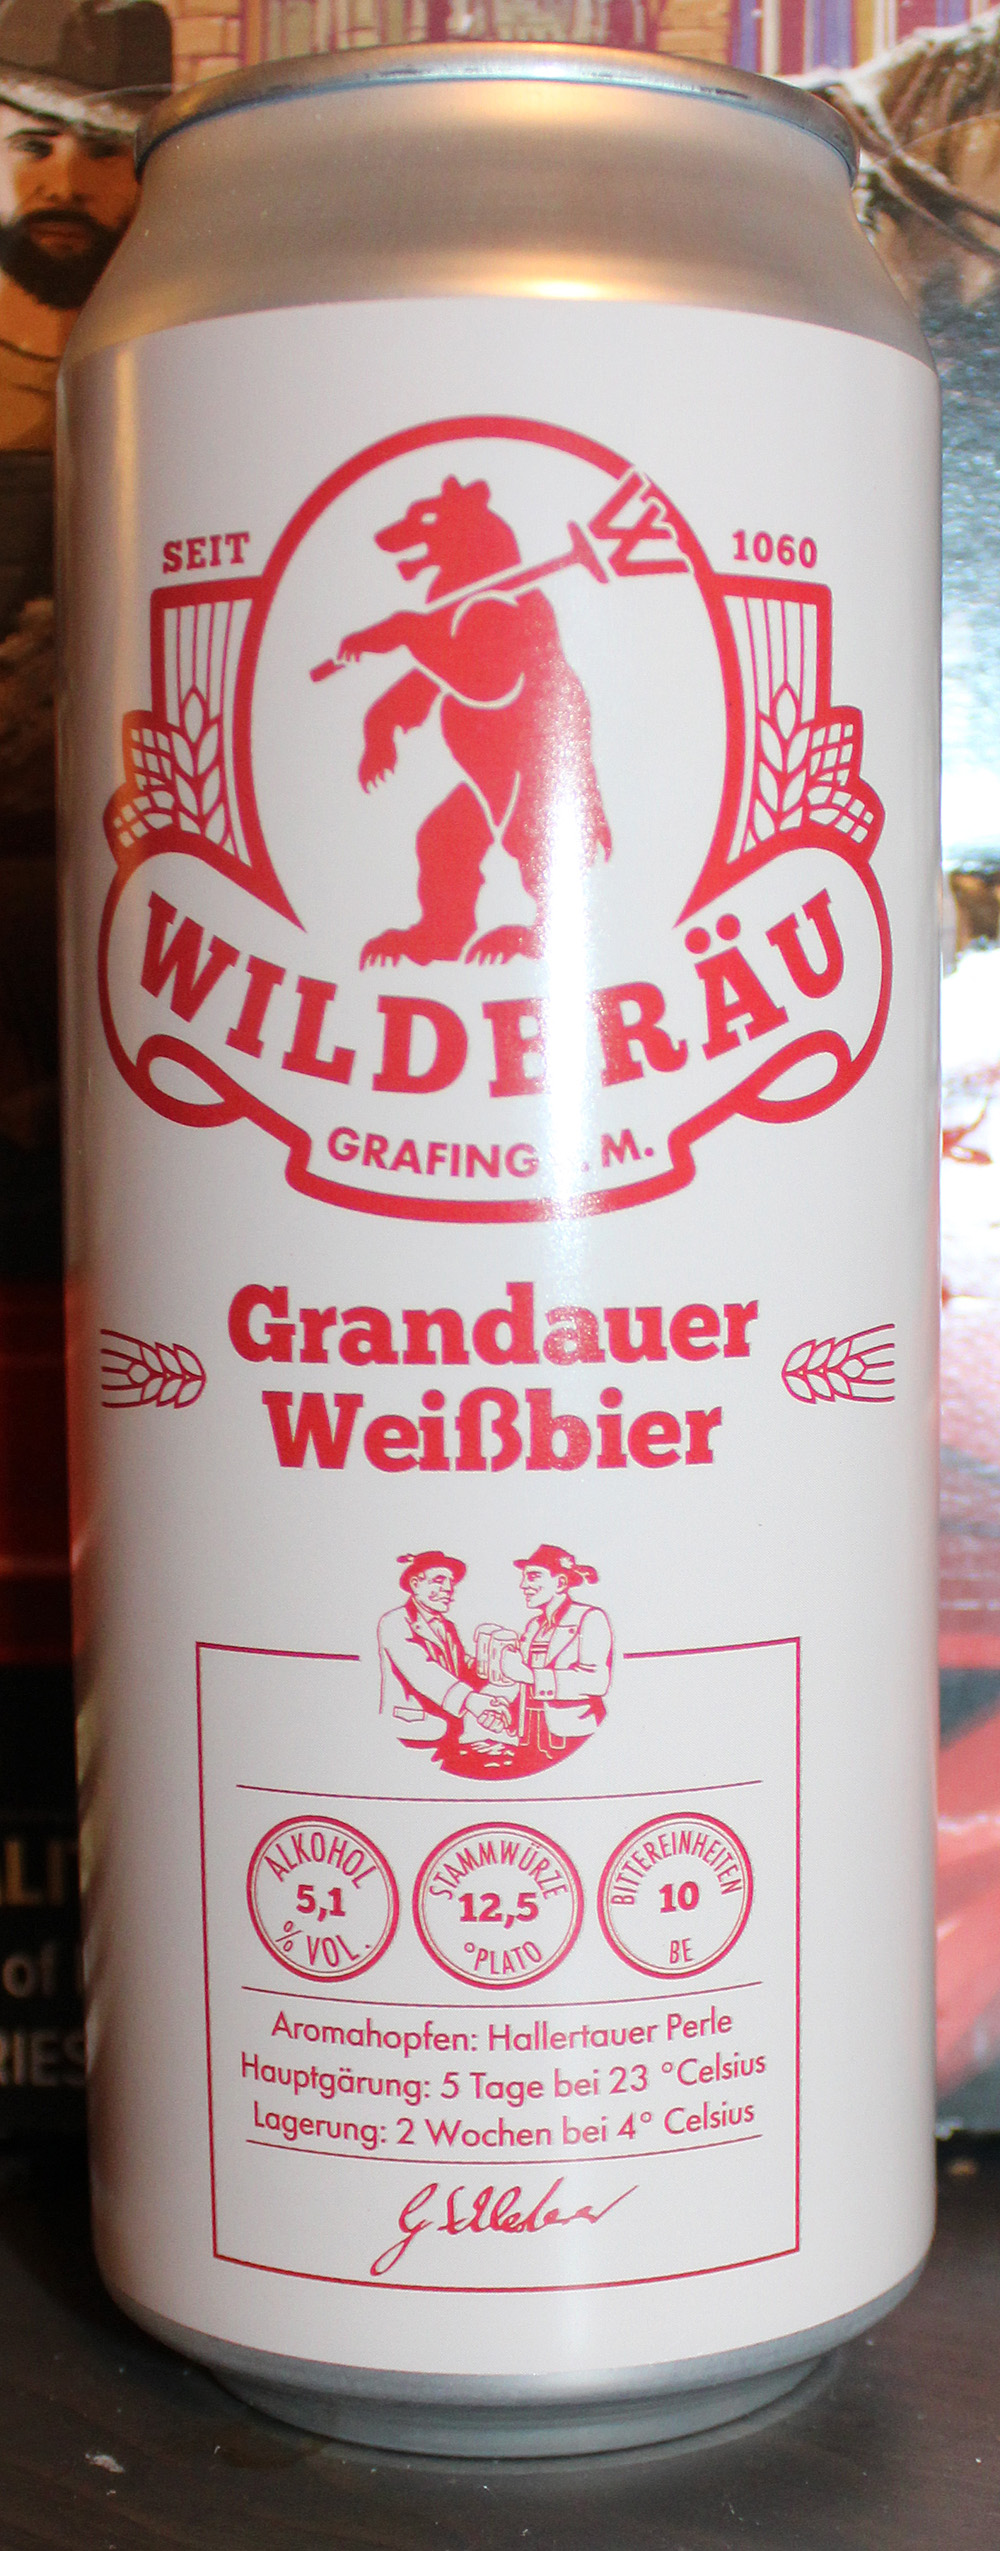 SEIT 1060
WILDBRÄU
GRAFING . M.
Grandauer
Weißbier
ALKOHOL
5,1
% VOL.
STAMMWÜRZE
12,5
°PLATO
BITTEREINHEITEN
10
BE
Aromahopfen: Hallertauer Perle
Hauptgärung: 5 Tage bei 23 °Celsius
Lagerung: 2 Wochen bei 4° Celsius
of